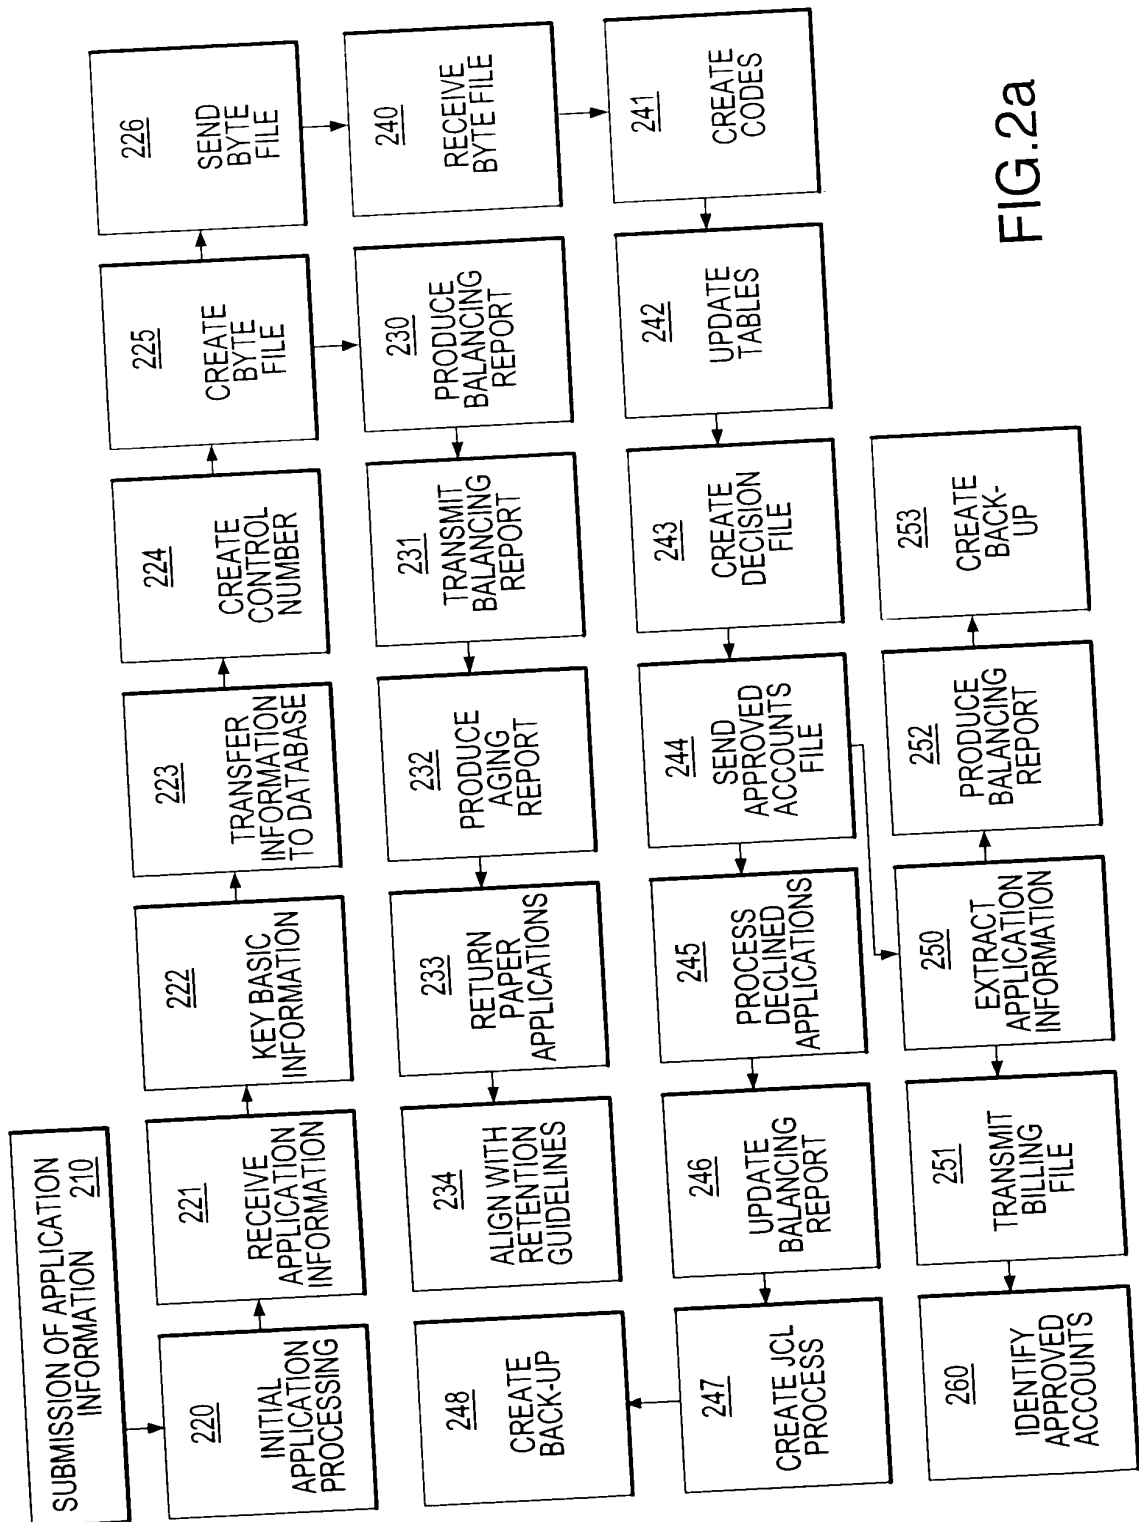 SUBMISSION OF APPLICATION
INFORMATION 210
220
INITIAL
APPLICATION
PROCESSING
221
RECEIVE
APPLICATION
INFORMATION
222
KEY BASIC
INFORMATION
223
TRANSFER
INFORMATION
TO DATABASE
224
CREATE
CONTROL
NUMBER
225
CREATE
BYTE
FILE
226
SEND
BYTE
FILE
230
PRODUCE
BALANCING
REPORT
231
TRANSMIT
BALANCING
REPORT
232
PRODUCE
AGING
REPORT
233
RETURN
PAPER
APPLICATIONS
234
ALIGN WITH
RETENTION
GUIDELINES
240
RECEIVE
BYTE FILE
241
CREATE
CODES
242
UPDATE
TABLES
243
CREATE
DECISION
FILE
244
SEND
APPROVED
ACCOUNTS
FILE
245
PROCESS
DECLINED
APPLICATIONS
246
UPDATE
BALANCING
REPORT
247
CREATE JCL
PROCESS
248
CREATE
BACK-UP
250
EXTRACT
APPLICATION
INFORMATION
251
TRANSMIT
BILLING
FILE
252
PRODUCE
BALANCING
REPORT
253
CREATE
BACK-
UP
260
IDENTIFY
APPROVED
ACCOUNTS
FIG.2a